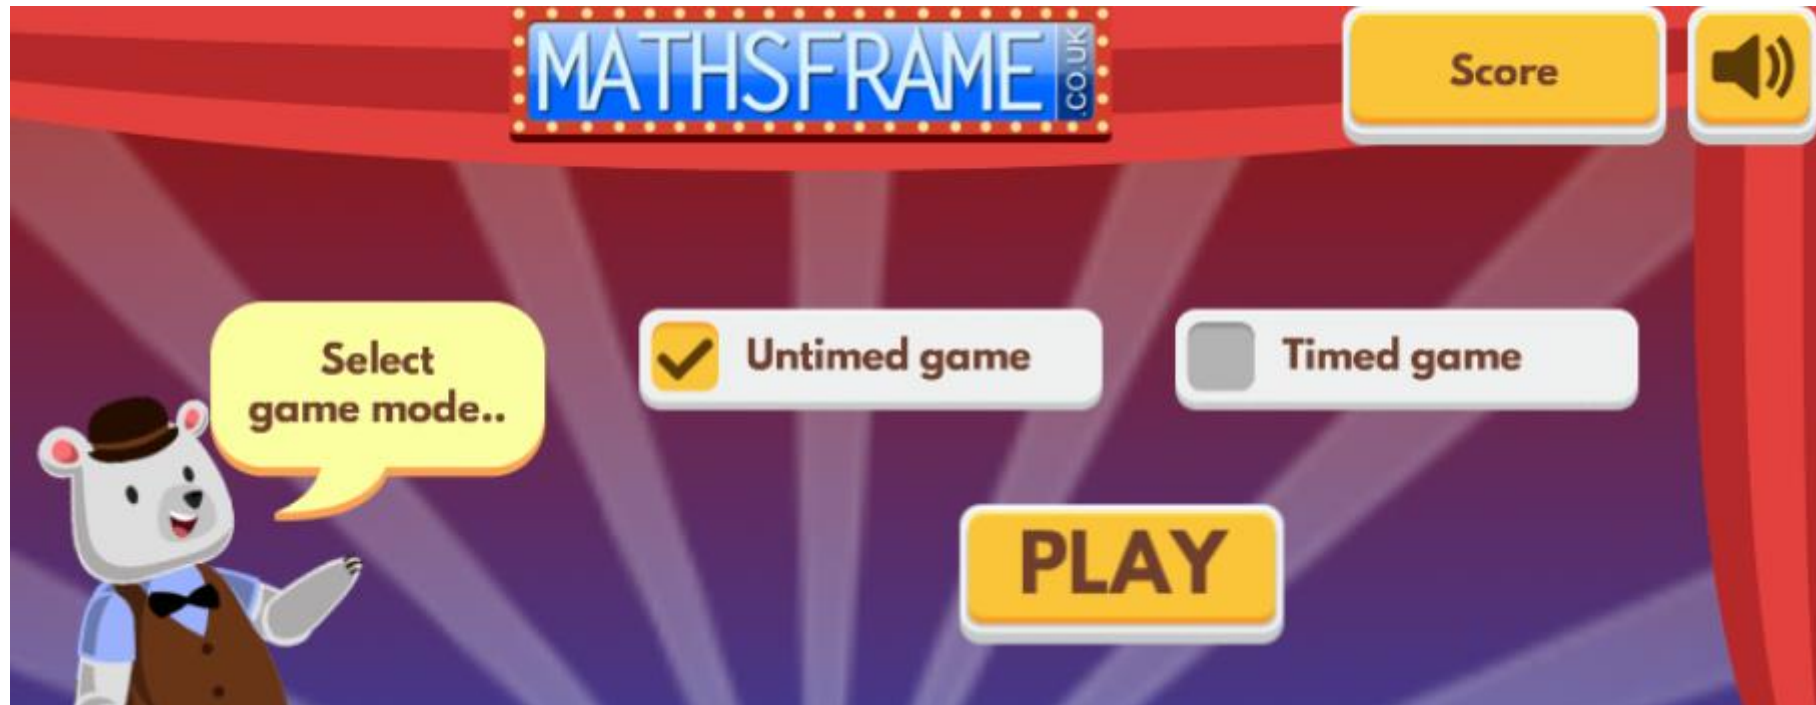 MATHSFRAME .CO.UK
Score
Select
game mode..
Untimed game
Timed game
PLAY